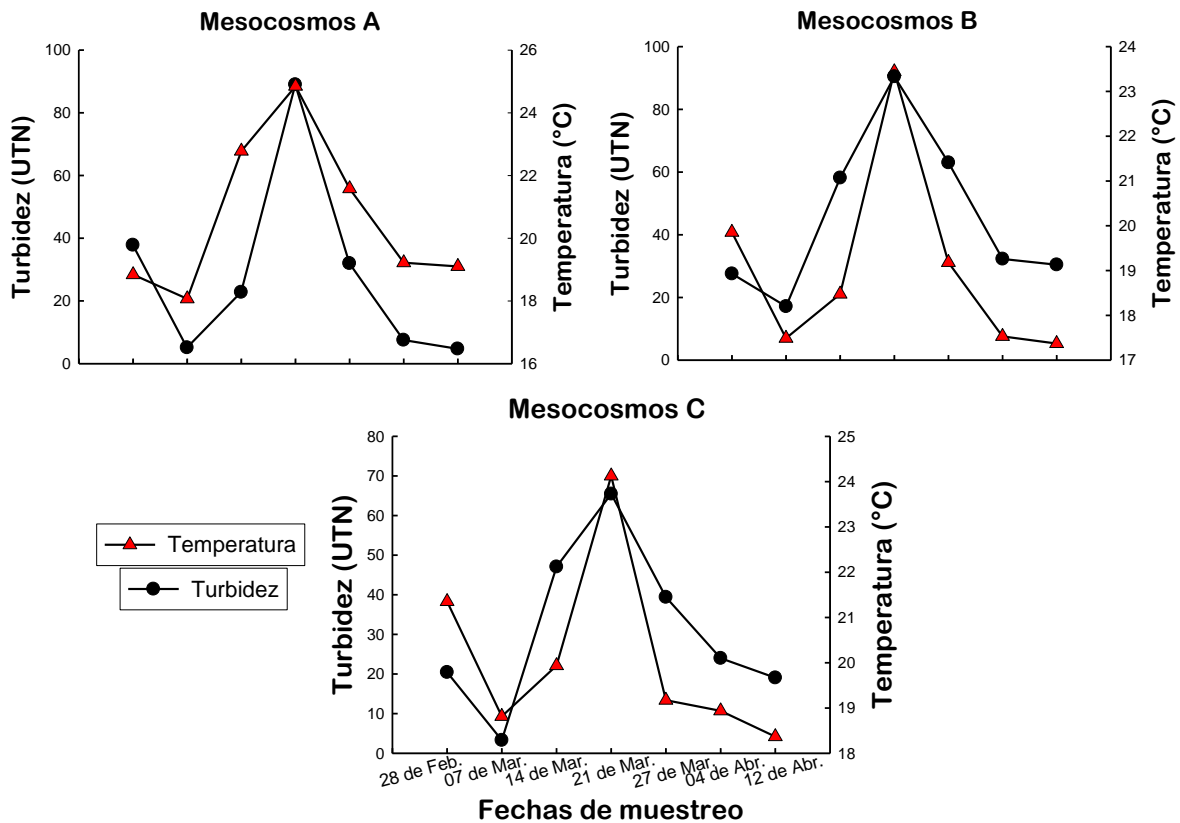 Mesocosmos A
100
80
60
40
20
0
Turbidez (UTN)
26
24
22
20
18
16
Temperatura (°C)
Mesocosmos B
100
80
60
40
20
0
Turbidez (UTN)
24
23
22
21
20
19
18
17
Temperatura (°C)
Mesocosmos C
80
70
60
50
40
30
20
10
0
Turbidez (UTN)
25
24
23
22
21
20
19
18
Temperatura (°C)
Temperatura
Turbidez
28 de Feb.
07 de Mar.
14 de Mar.
21 de Mar.
27 de Mar.
04 de Abr.
12 de Abr.
Fechas de muestreo